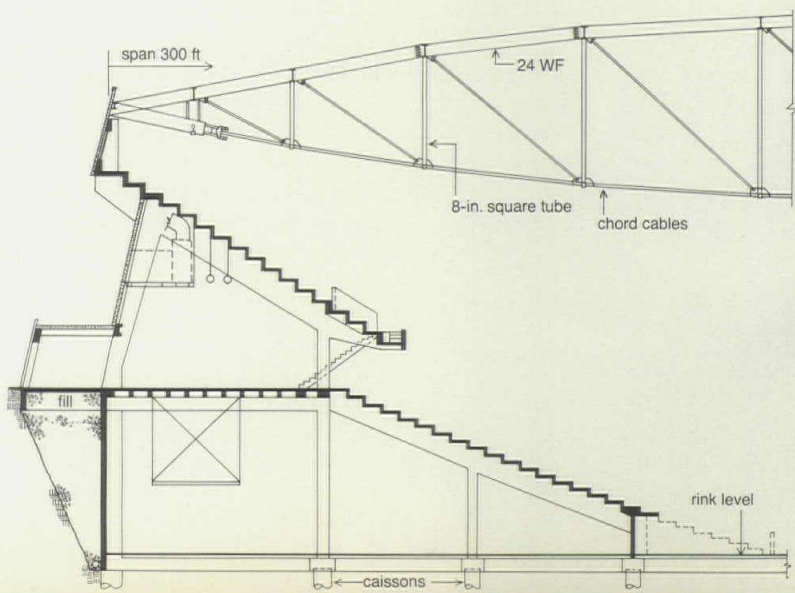 span 300 ft
24 WF
8-in. square tube
chord cables
fill
rink level
caissons